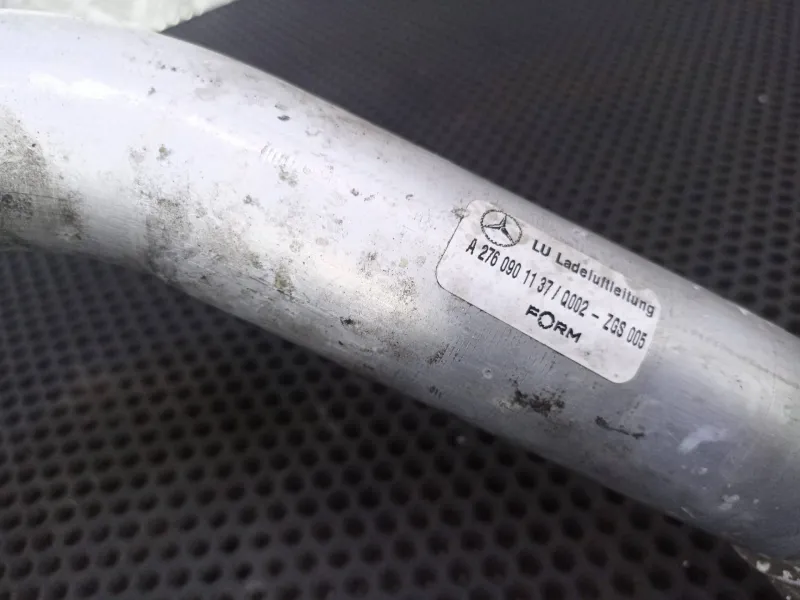 LU Ladeluftleitung
A 276 090 11 37 / Q002 - ZGS 005
FORM